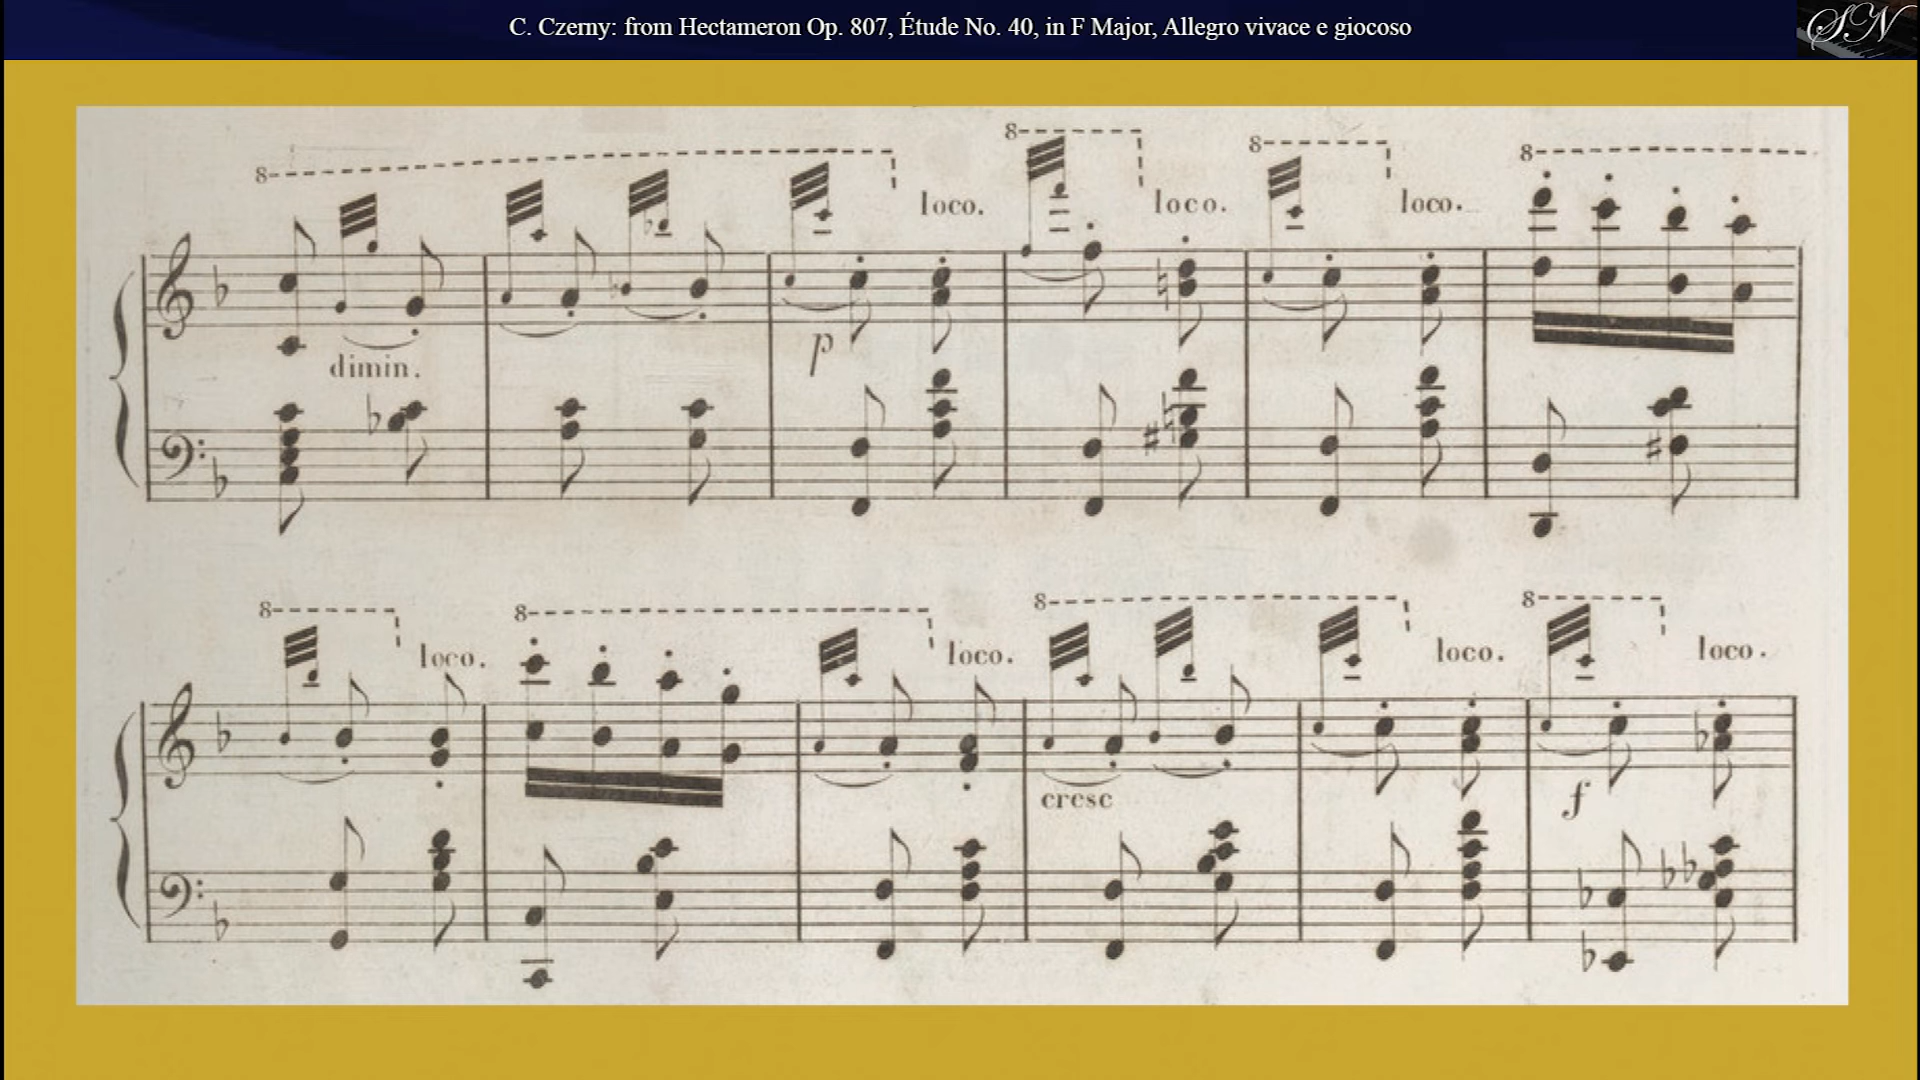 C. Czerny: from Hectameron Op. 807, Étude No. 40, in F Major, Allegro vivace e giocoso
SN
8 8 8 8
loco. loco. loco.
dimin. p
8 8 8 8
loco. loco. loco. loco.
cresc f